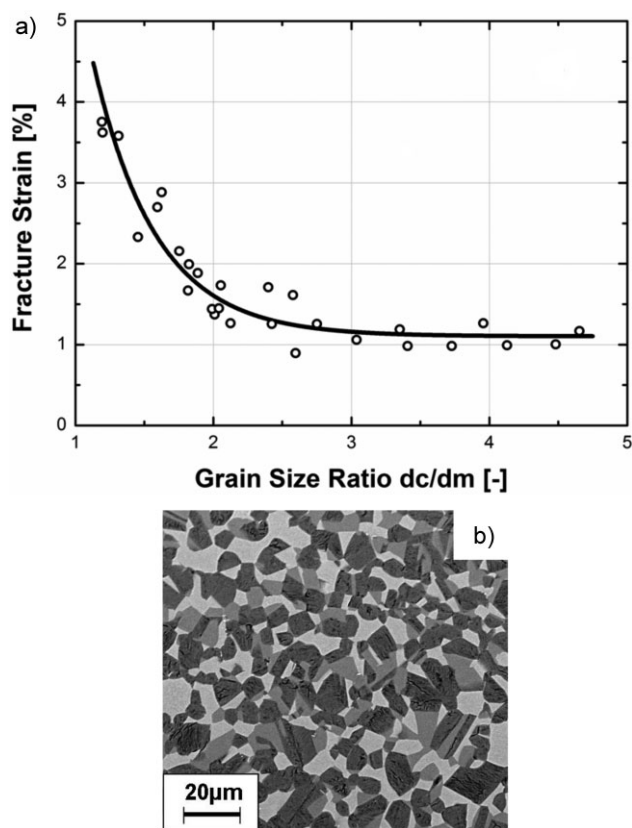 a)
5
4
3
2
1
0
Fracture Strain [%]
1 2 3 4 5
Grain Size Ratio dc/dm [-]
b)
20µm